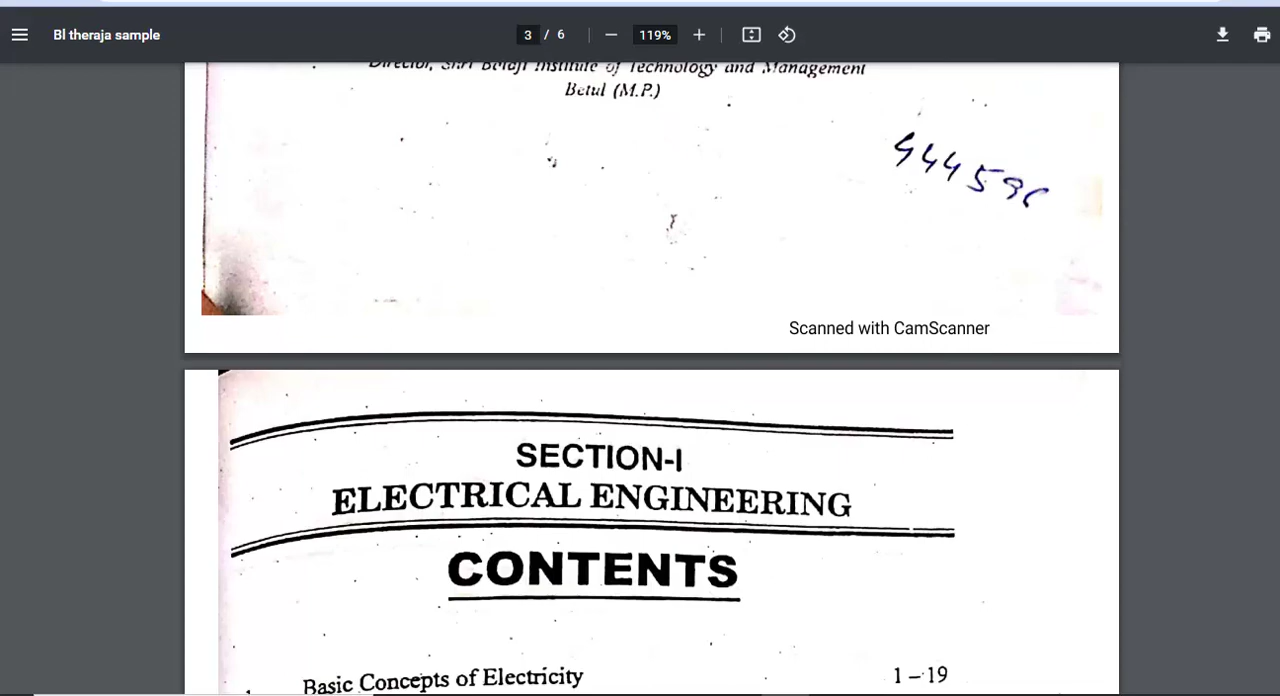 Bl theraja sample
3 / 6
119%
Director, Shri Belaji Institute of Technology and Management
Betul (M.P.)
Scanned with CamScanner
SECTION-I
ELECTRICAL ENGINEERING
CONTENTS
Basic Concepts of Electricity 1 – 19